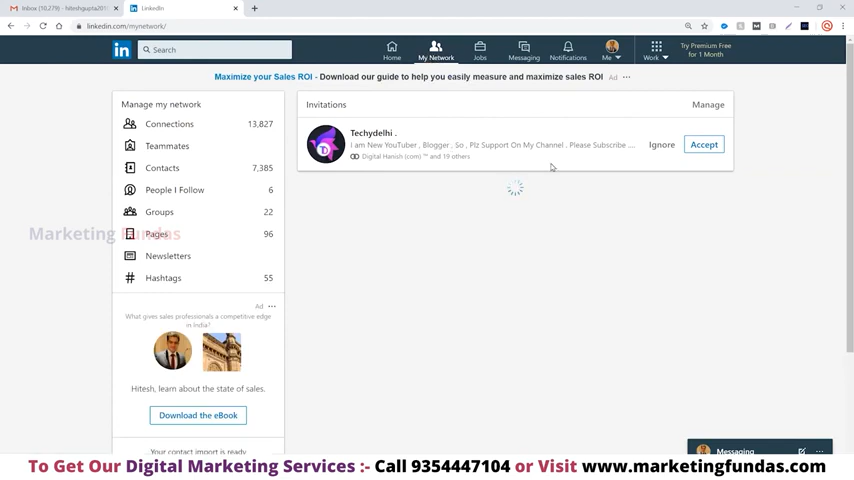 Inbox (10,279) - hiteshgupta201
LinkedIn
linkedin.com/mynetwork/
in
Search
Home
My Network
Jobs
Messaging
Notifications
Me
Work
Try Premium Free
for 1 Month
Maximize your Sales ROI - Download our guide to help you easily measure and maximize sales ROI Ad
Manage my network
Connections 13,827
Teammates
Contacts 7,385
People I Follow 6
Groups 22
Pages 96
Newsletters
Hashtags 55
Marketing Fundas
Invitations
Manage
Techydelhi .
I am New YouTuber , Blogger , So , Plz Support On My Channel . Please Subscribe ....
Digital Hanish (com) ™ and 19 others
Ignore
Accept
Ad
What gives sales professionals a competitive edge
in India?
Hitesh, learn about the state of sales.
Download the eBook
Your contact import is ready
Messaging
To Get Our Digital Marketing Services :- Call 9354447104 or Visit www.marketingfundas.com